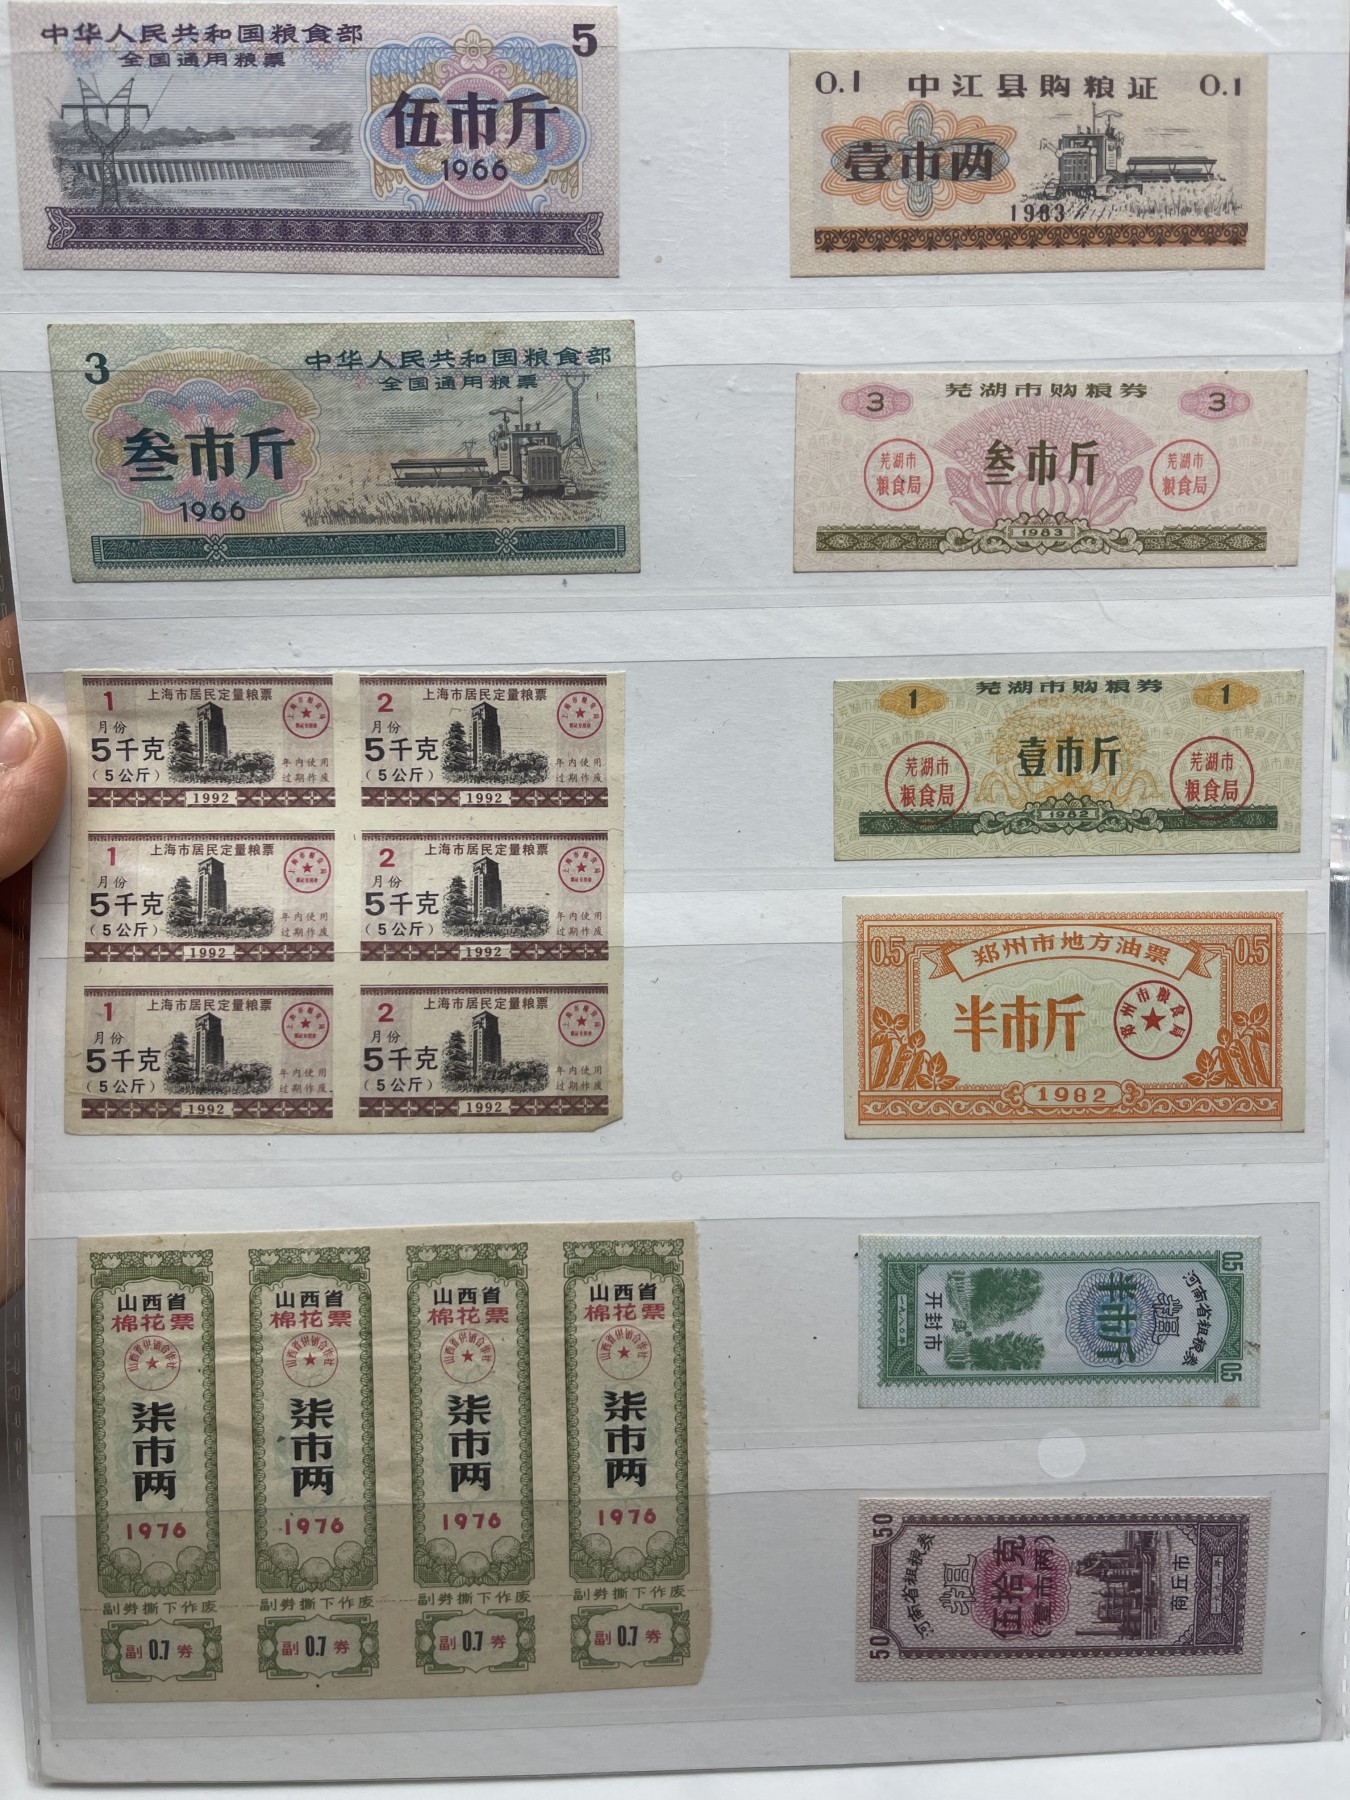 中华人民共和国粮食部
5
全国通用粮票
伍市斤
1966
0.1
中江县购粮证
0.1
壹市两
1983
3
中华人民共和国粮食部
全国通用粮票
叁市斤
1966
芜湖市购粮券
3
3
芜湖市
粮食局
叁市斤
芜湖市
粮食局
1983
1
上海市居民定量粮票
月份
5千克
(5公斤)
年内使用
过期作废
1992
2
上海市居民定量粮票
月份
5千克
(5公斤)
年内使用
过期作废
1992
1
上海市居民定量粮票
月份
5千克
(5公斤)
年内使用
过期作废
1992
2
上海市居民定量粮票
月份
5千克
(5公斤)
年内使用
过期作废
1992
1
上海市居民定量粮票
月份
5千克
(5公斤)
年内使用
过期作废
1992
2
上海市居民定量粮票
月份
5千克
(5公斤)
年内使用
过期作废
1992
芜湖市购粮券
1
1
芜湖市
粮食局
壹市斤
芜湖市
粮食局
1982
郑州市地方油票
0.5
0.5
半市斤
郑州市粮食局
1982
山西省
棉花票
柒市两
1976
副券撕下作废
副 0.7 券
山西省
棉花票
柒市两
1976
副券撕下作废
副 0.7 券
山西省
棉花票
柒市两
1976
副券撕下作废
副 0.7 券
山西省
棉花票
柒市两
1976
副券撕下作废
副 0.7 券
0.5
河南省粗粮券
0.5
半市斤
开封市
一九八〇年
50
河南省粗粮券
50
伍拾克
(壹市两)
商丘市